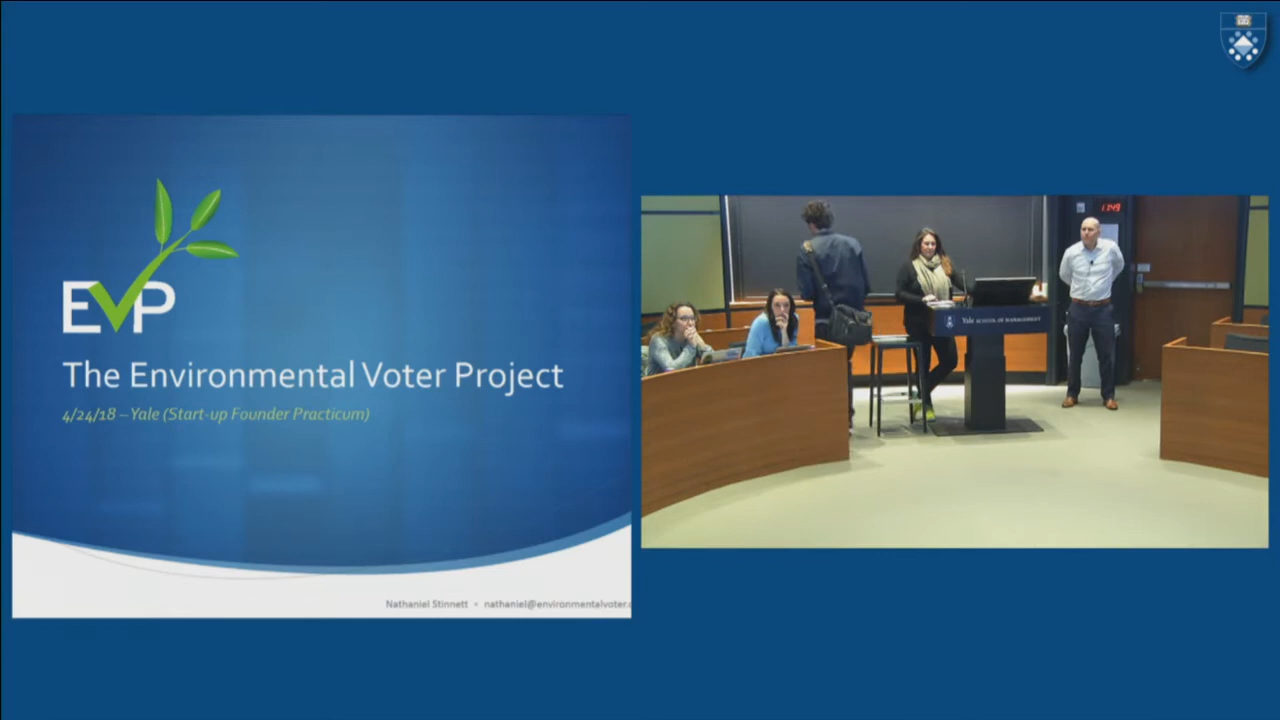 EVP
The Environmental Voter Project
4/24/18 – Yale (Start-up Founder Practicum)
Nathaniel Stinnett • nathaniel@environmentalvoter.
Yale SCHOOL OF MANAGEMENT